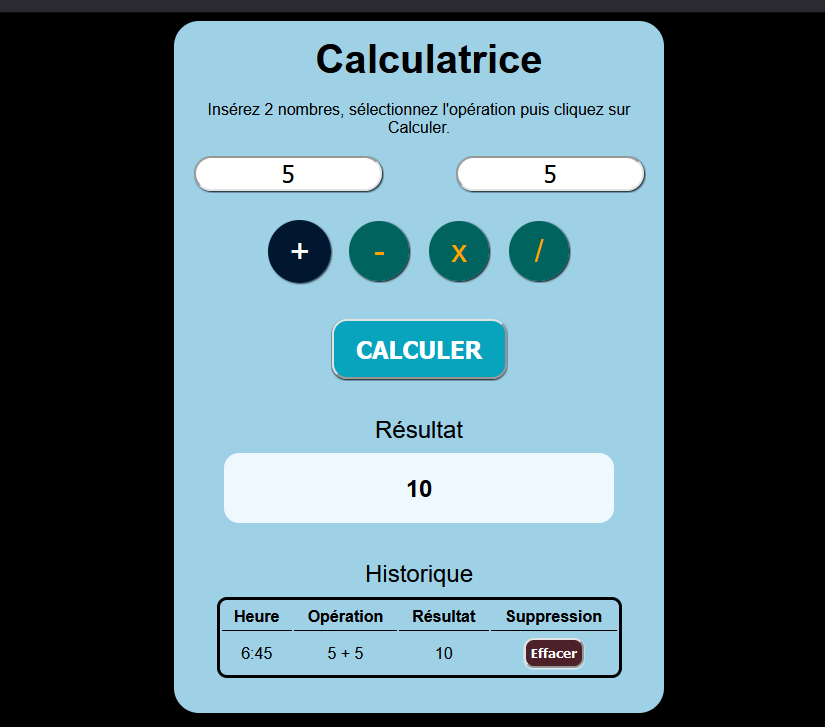 Calculatrice
Insérez 2 nombres, sélectionnez l'opération puis cliquez sur
Calculer.
5 5
+ - x /
CALCULER
Résultat
10
Historique
Heure Opération Résultat Suppression
6:45 5 + 5 10 Effacer